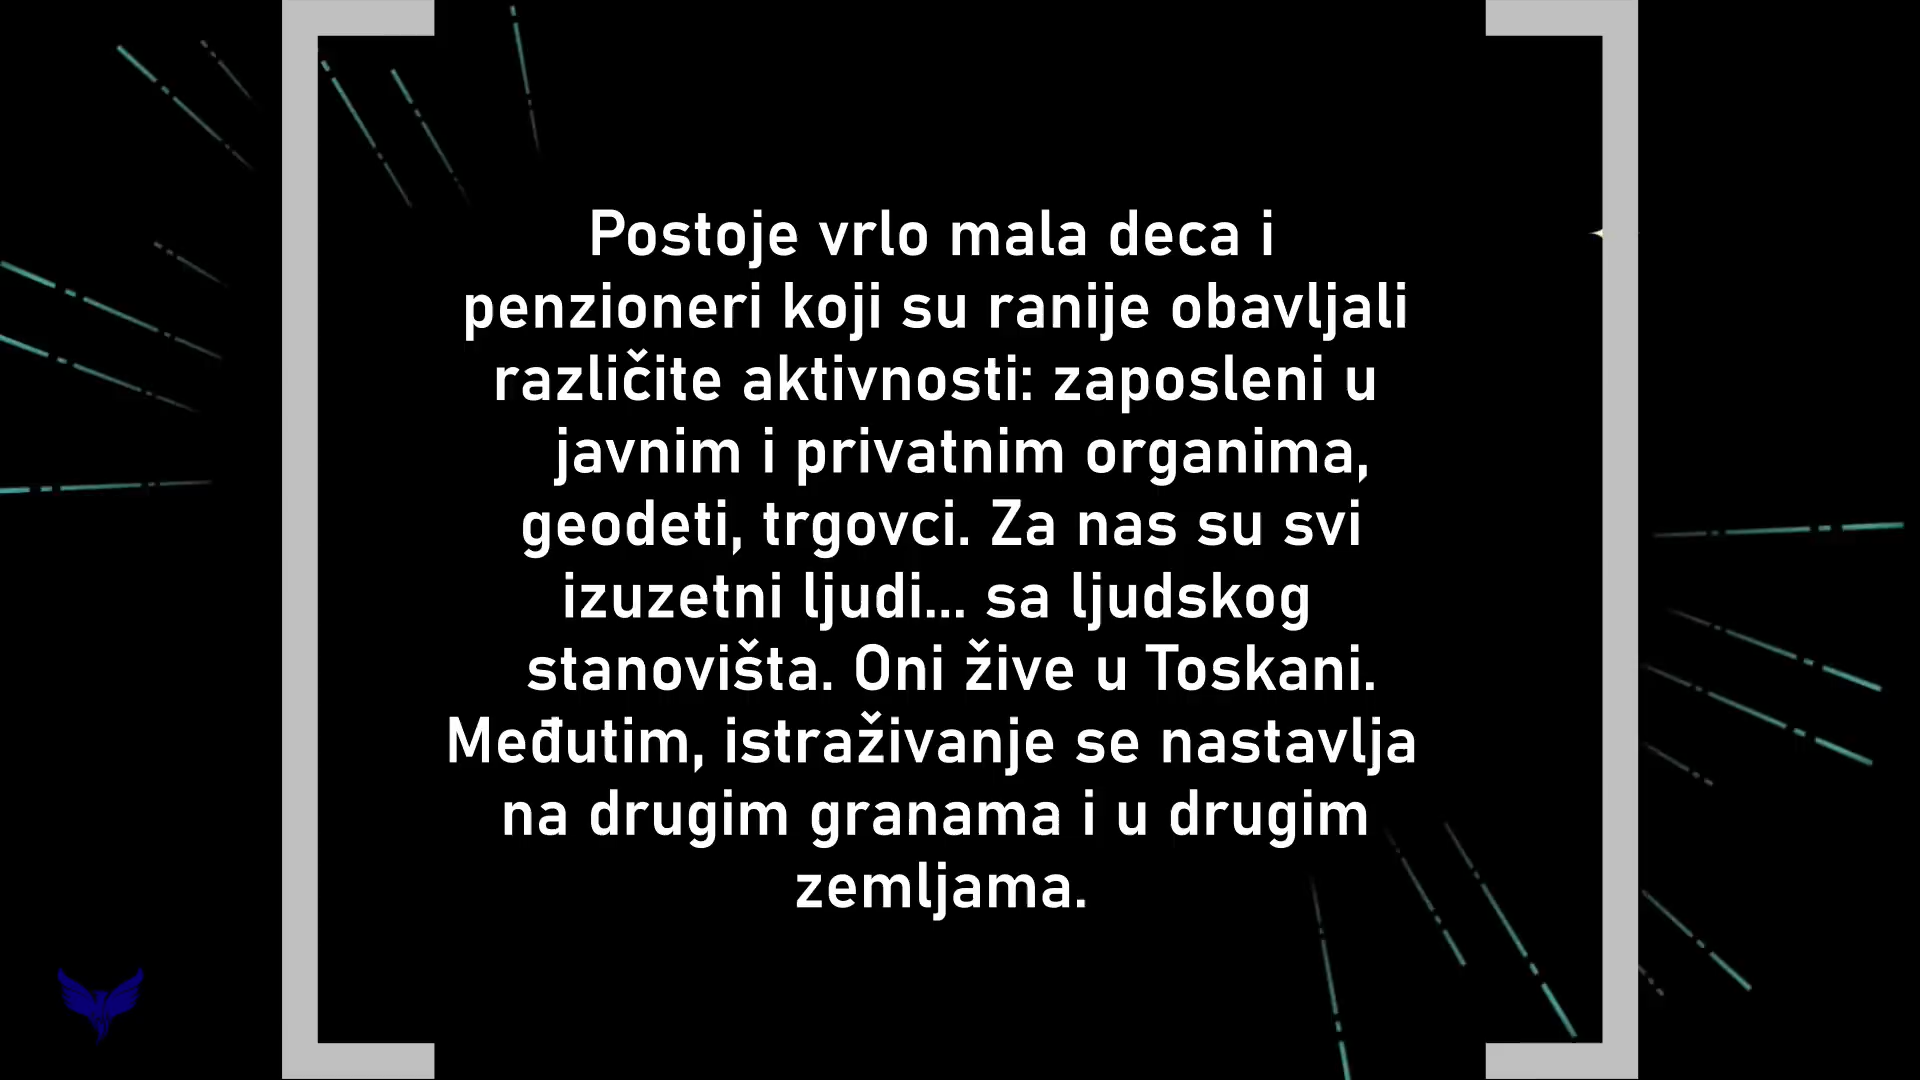 Postoje vrlo mala deca i
penzioneri koji su ranije obavljali
različite aktivnosti: zaposleni u
javnim i privatnim organima,
geodeti, trgovci. Za nas su svi
izuzetni ljudi... sa ljudskog
stanovišta. Oni žive u Toskani.
Međutim, istraživanje se nastavlja
na drugim granama i u drugim
zemljama.